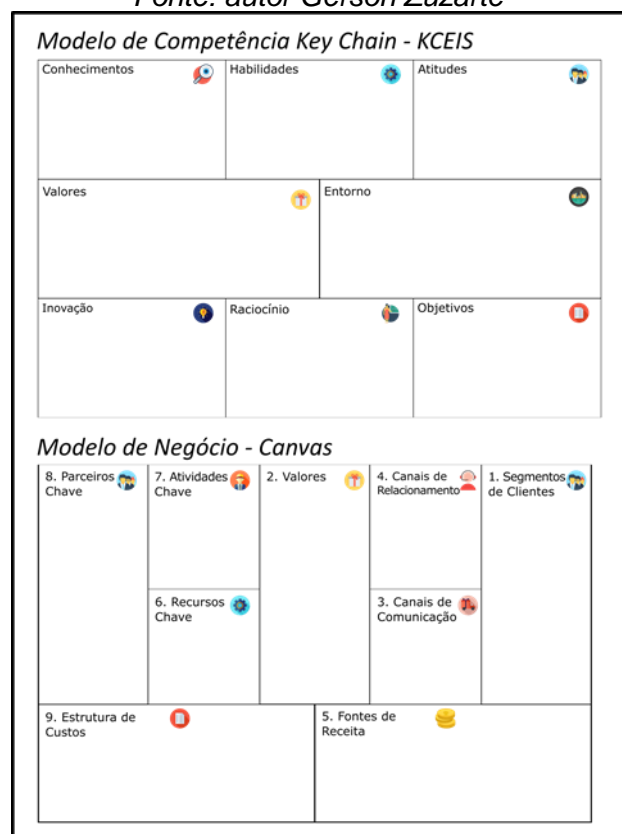 Fonte: autor Gerson Zuzarte
Modelo de Competência Key Chain - KCEIS
Conhecimentos
Habilidades
Atitudes
Valores
Entorno
Inovação
Raciocínio
Objetivos
Modelo de Negócio - Canvas
8. Parceiros
Chave
7. Atividades
Chave
2. Valores
4. Canais de
Relacionamento
1. Segmentos
de Clientes
6. Recursos
Chave
3. Canais de
Comunicação
9. Estrutura de
Custos
5. Fontes de
Receita